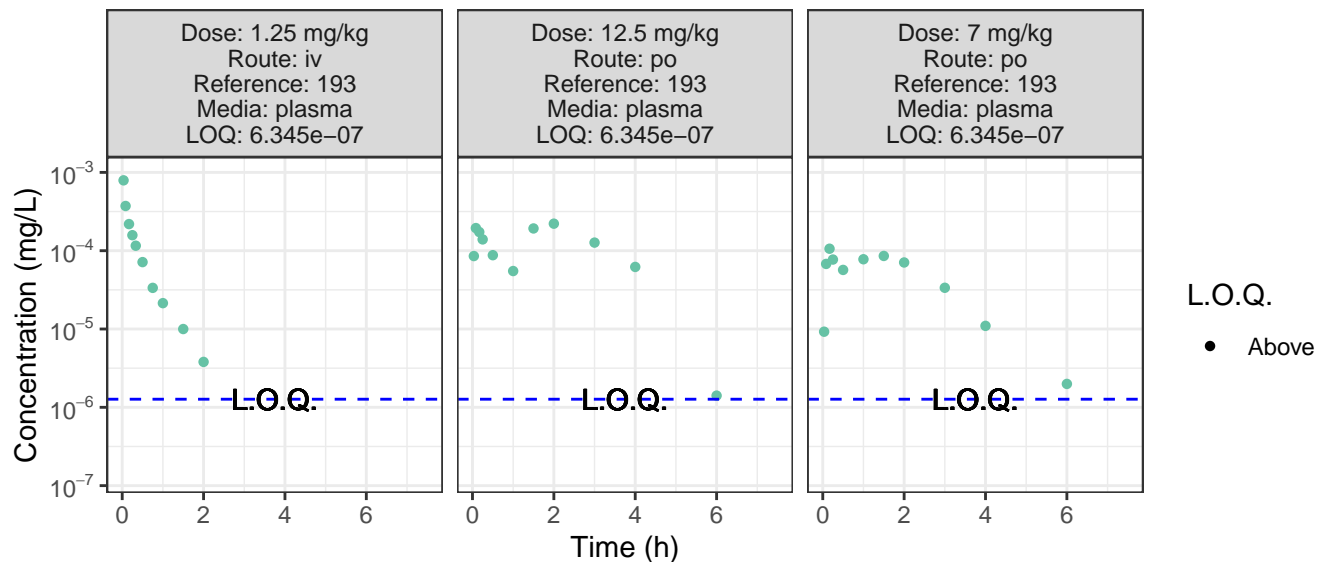 Dose: 1.25 mg/kg
Route: iv
Reference: 193
Media: plasma
LOQ: 6.345e−07
Dose: 12.5 mg/kg
Route: po
Reference: 193
Media: plasma
LOQ: 6.345e−07
Dose: 7 mg/kg
Route: po
Reference: 193
Media: plasma
LOQ: 6.345e−07
Concentration (mg/L)
10⁻³
10⁻⁴
10⁻⁵
10⁻⁶
10⁻⁷
L.O.Q.
L.O.Q.
L.O.Q.
0 2 4 6
0 2 4 6
0 2 4 6
Time (h)
L.O.Q.
Above